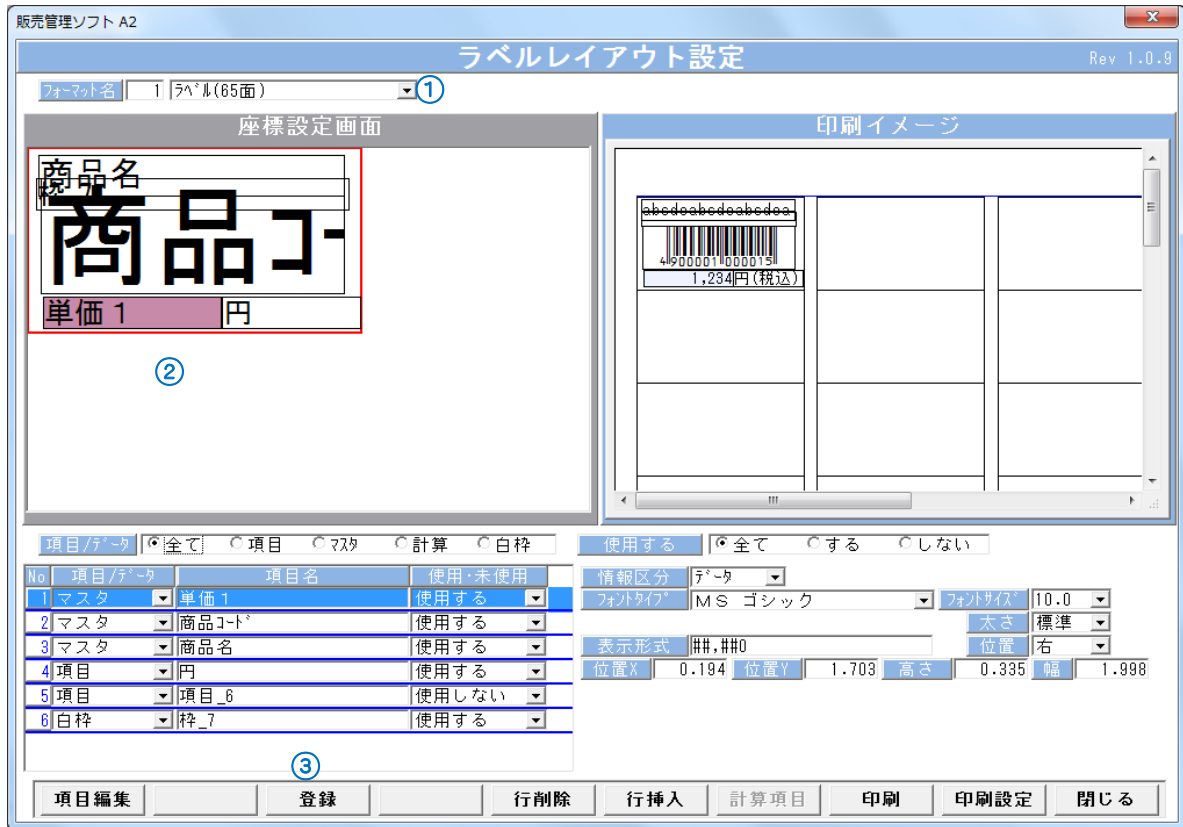 販売管理ソフト A2
ラベルレイアウト設定 Rev 1.0.9
フォーマット名 1 ラベル(65面) ①
座標設定画面 印刷イメージ
商品名
枠_7
商品コー
単価1 円
②
abcdeabcdeabcdea
4 900001 000015
1,234円(税込)
項目/データ 全て 項目 マスタ 計算 白枠 使用する 全て する しない
No 項目/データ 項目名 使用・未使用
1 マスタ 単価1 使用する
2 マスタ 商品コード 使用する
3 マスタ 商品名 使用する
4 項目 円 使用する
5 項目 項目_6 使用しない
6 白枠 枠_7 使用する
情報区分 データ
フォントタイプ MS ゴシック フォントサイズ 10.0
太さ 標準
表示形式 ##,##0 位置 右
位置X 0.194 位置Y 1.703 高さ 0.335 幅 1.998
③
項目編集 登録 行削除 行挿入 計算項目 印刷 印刷設定 閉じる